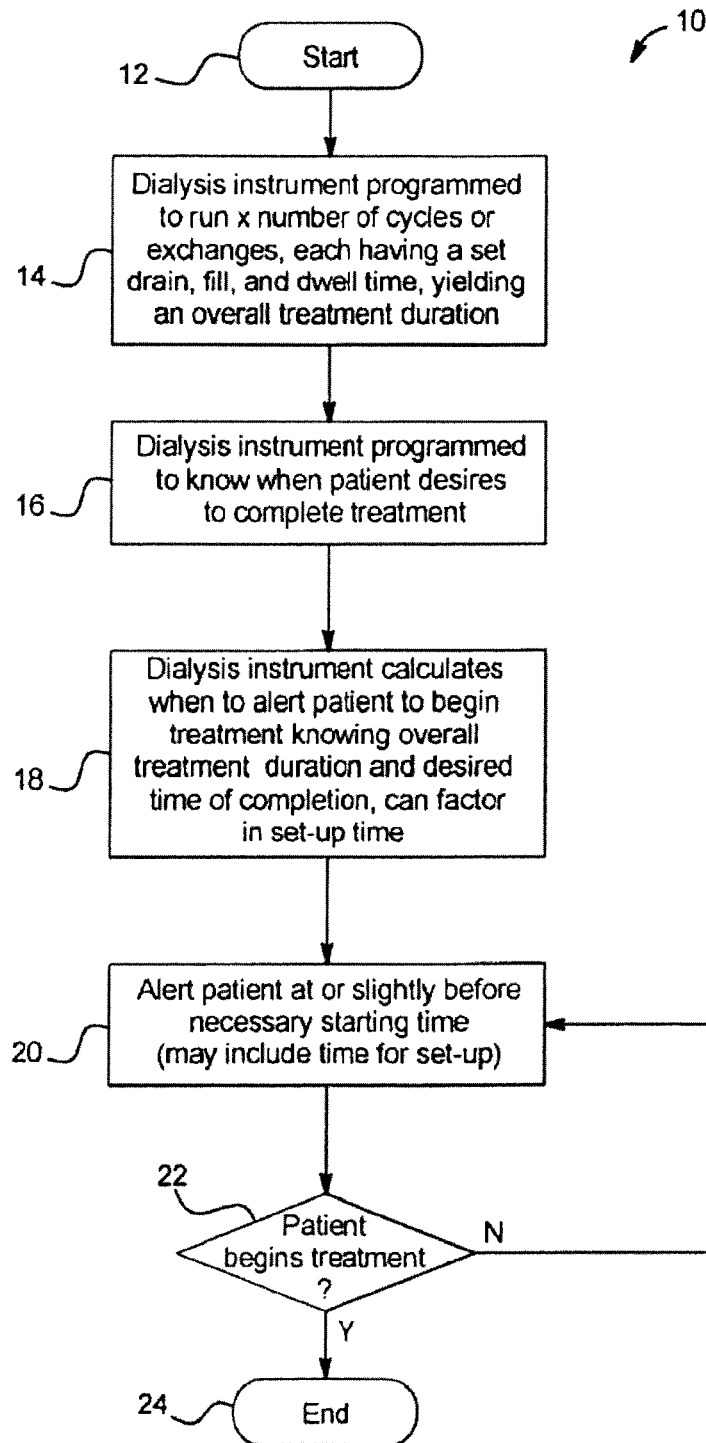 10
12
Start
14
Dialysis instrument programmed
to run x number of cycles or
exchanges, each having a set
drain, fill, and dwell time, yielding
an overall treatment duration
16
Dialysis instrument programmed
to know when patient desires
to complete treatment
18
Dialysis instrument calculates
when to alert patient to begin
treatment knowing overall
treatment duration and desired
time of completion, can factor
in set-up time
20
Alert patient at or slightly before
necessary starting time
(may include time for set-up)
22
Patient
begins treatment
?
N
Y
24
End